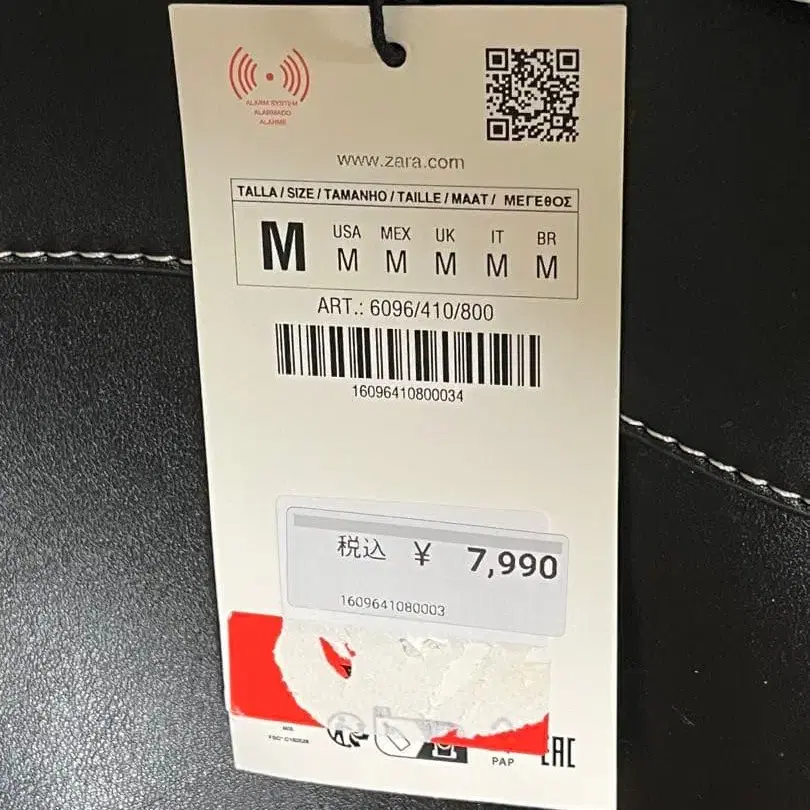 ALARM SYSTEM
ALARMADO
ALARME
www.zara.com
TALLA / SIZE / TAMANHO / TAILLE / MAAT / ΜΕΓΕΘΟΣ
M USA MEX UK IT BR
M M M M M
ART.: 6096/410/800
16096410800034
税込 ¥ 7,990
1609641080003
MIX
PAP
EAC